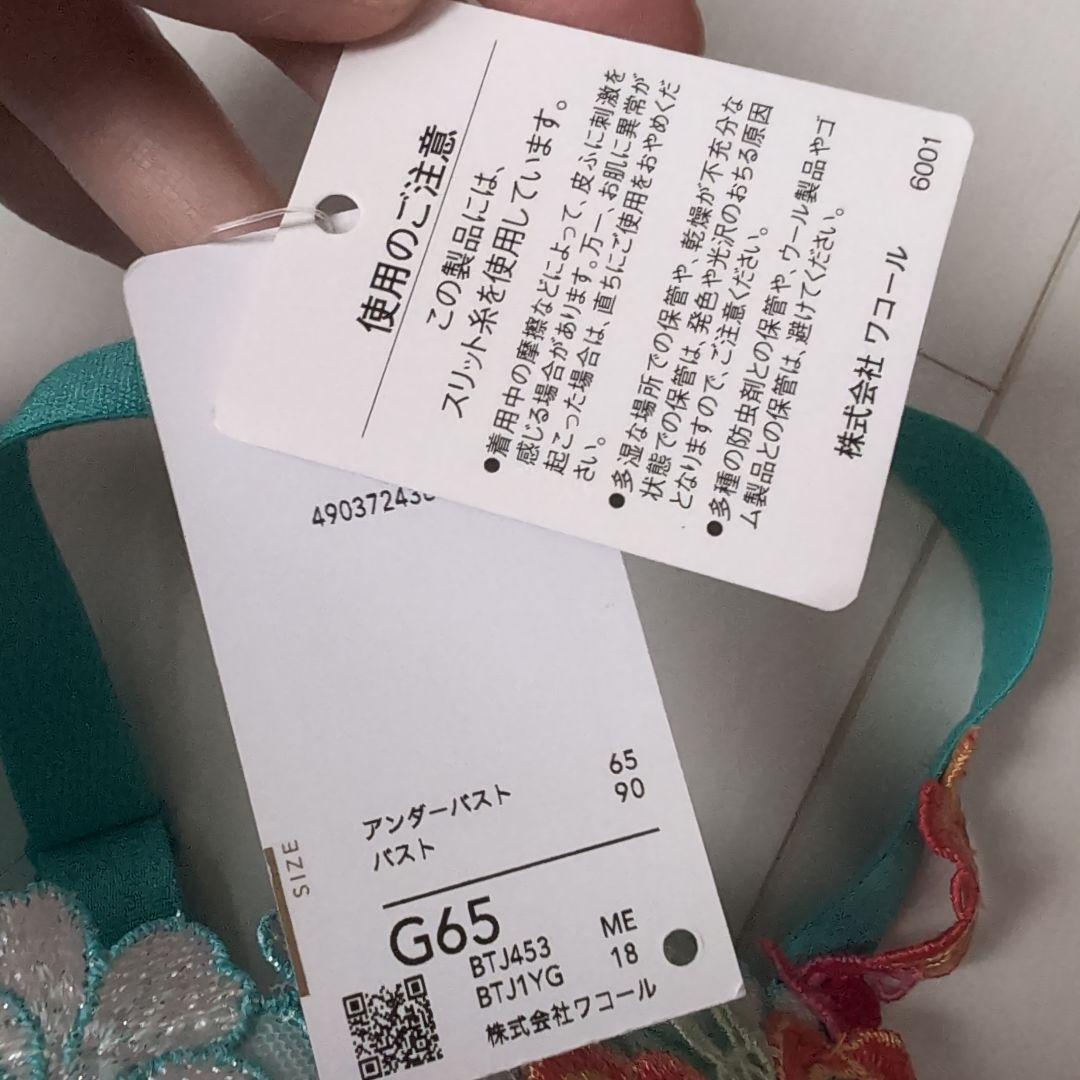 使用のご注意
この製品には、
スリット糸を使用しています。
●着用中の摩擦などによって、皮ふに刺激を
感じる場合があります。万一、お肌に異常が
起こった場合は、直ちにご使用をおやめくだ
さい。
●多湿な場所での保管や、乾燥が不充分な
状態での保管は、発色や光沢のおちる原因
となりますので、ご注意ください。
●多種の防虫剤との保管や、ウール製品やゴ
ム製品との保管は、避けてください。
株式会社 ワコール
6001
49037243
アンダーバスト 65
バスト 90
SIZE
G65
BTJ453 ME
BTJ1YG 18
株式会社ワコール